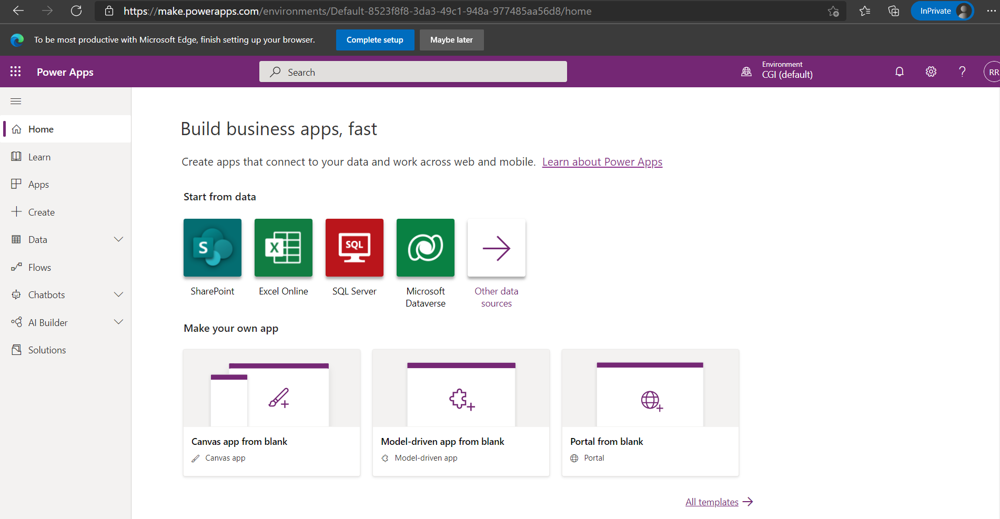 https://make.powerapps.com/environments/Default-8523f8f8-3da3-49c1-948a-977485aa56d8/home
InPrivate
To be most productive with Microsoft Edge, finish setting up your browser.
Complete setup
Maybe later
Power Apps
Search
Environment
CGI (default)
RR
Home
Learn
Apps
Create
Data
Flows
Chatbots
AI Builder
Solutions
Build business apps, fast
Create apps that connect to your data and work across web and mobile. Learn about Power Apps
Start from data
S
X
SQL
SharePoint
Excel Online
SQL Server
Microsoft
Dataverse
Other data
sources
Make your own app
Canvas app from blank
Canvas app
Model-driven app from blank
Model-driven app
Portal from blank
Portal
All templates